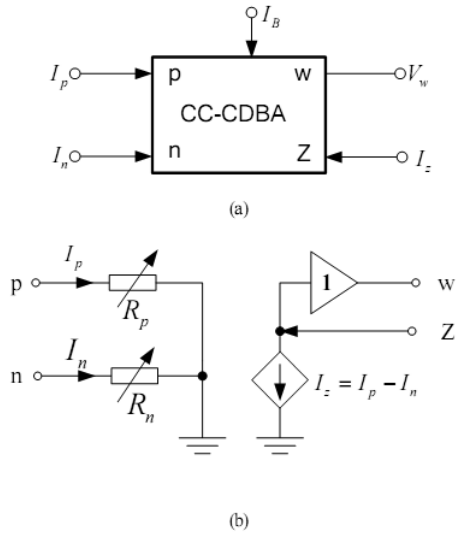 I_B
I_p p w V_w
CC-CDBA
I_n n Z I_z
(a)
I_p
p 1 w
R_p Z
I_n
n I_z = I_p − I_n
R_n
(b)